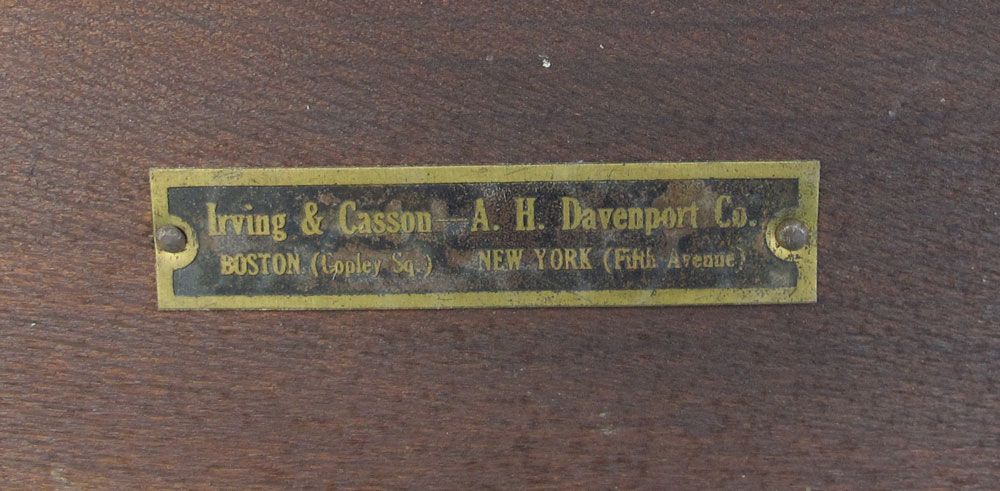 Irving & Casson—A. H. Davenport Co.
BOSTON (Copley Sq.) NEW YORK (Fifth Avenue)